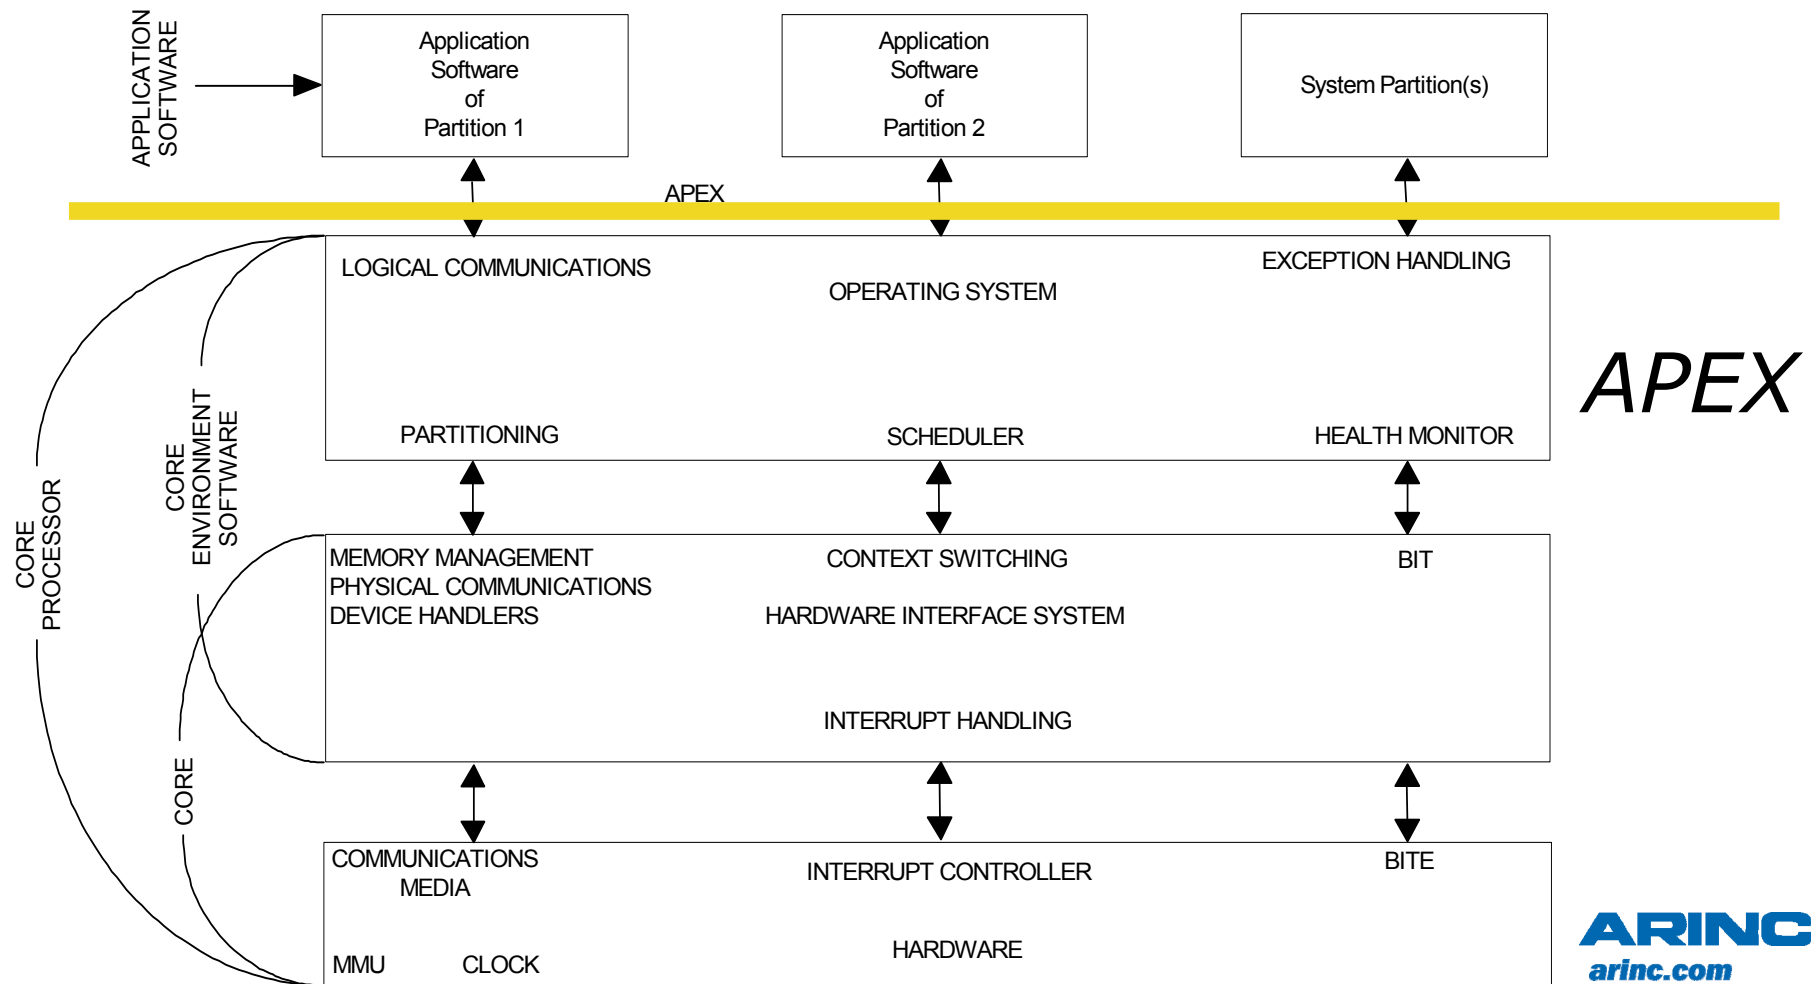 APPLICATION
SOFTWARE
Application
Software
of
Partition 1
Application
Software
of
Partition 2
System Partition(s)
APEX
LOGICAL COMMUNICATIONS
OPERATING SYSTEM
EXCEPTION HANDLING
PARTITIONING
SCHEDULER
HEALTH MONITOR
APEX
CORE
PROCESSOR
CORE
ENVIRONMENT
SOFTWARE
MEMORY MANAGEMENT
PHYSICAL COMMUNICATIONS
DEVICE HANDLERS
CONTEXT SWITCHING
HARDWARE INTERFACE SYSTEM
BIT
INTERRUPT HANDLING
CORE
COMMUNICATIONS
MEDIA
INTERRUPT CONTROLLER
BITE
MMU
CLOCK
HARDWARE
ARINC
arinc.com